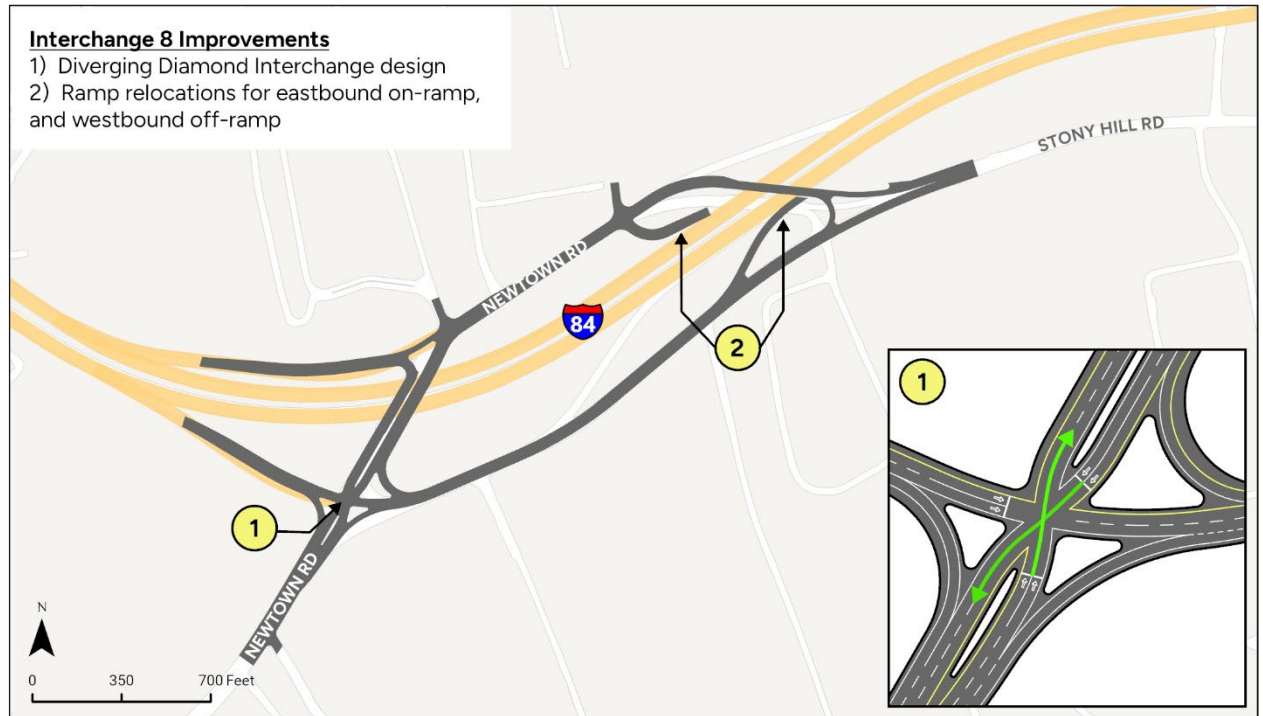 Interchange 8 Improvements
1) Diverging Diamond Interchange design
2) Ramp relocations for eastbound on-ramp,
and westbound off-ramp
STONY HILL RD
NEWTOWN RD
84
2
1
1
NEWTOWN RD
N
0 350 700 Feet